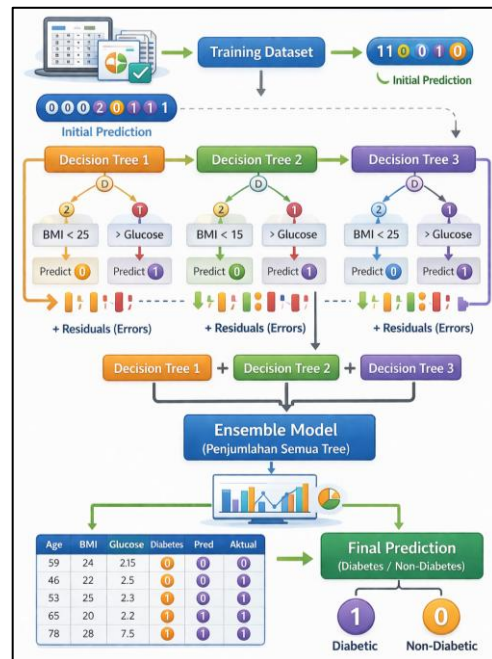 Training Dataset
1 1 0 0 1 0
Initial Prediction
0 0 0 2 0 1 1 1
Initial Prediction
Decision Tree 1
Decision Tree 2
Decision Tree 3
D
D
D
2
T
2
1
2
1
BMI < 25
> Glucose
BMI < 15
> Glucose
BMI < 25
> Glucose
Predict 0
Predict 1
Predict 0
Predict 1
Predict 0
Predict 1
+ Residuals (Errors)
+ Residuals (Errors)
+ Residuals (Errors)
Decision Tree 1 + Decision Tree 2 + Decision Tree 3
Ensemble Model
(Penjumlahan Semua Tree)
Age BMI Glucose Diabetes Pred Aktual
59 24 2.15 0 0 0
46 22 2.5 0 0 1
53 25 2.3 1 0 1
65 20 2.2 1 1 1
78 28 7.5 1 1 1
Final Prediction
(Diabetes / Non-Diabetes)
1
0
Diabetic
Non-Diabetic